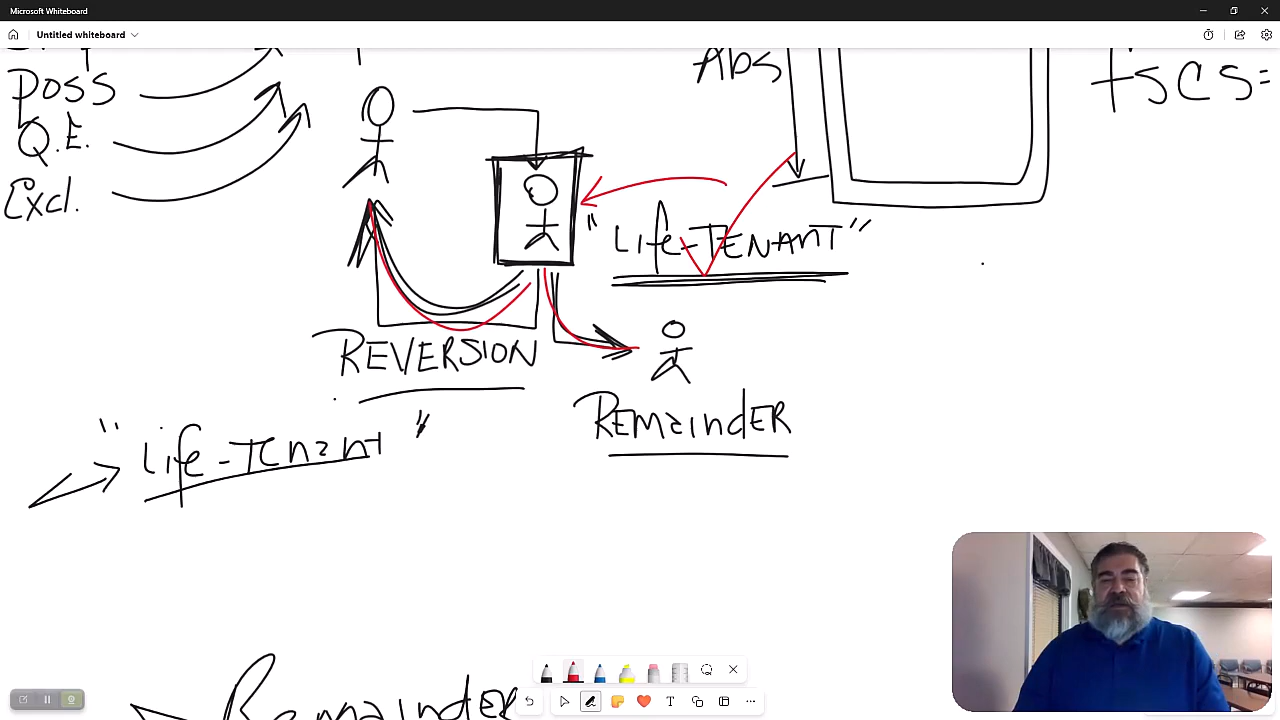 Microsoft Whiteboard
Untitled whiteboard
Poss
Q.E.
Excl.
Abs
FSCS=
"Life-TENANT"
REVERSION
REMainDER
"Life-Tenant"
Remainder